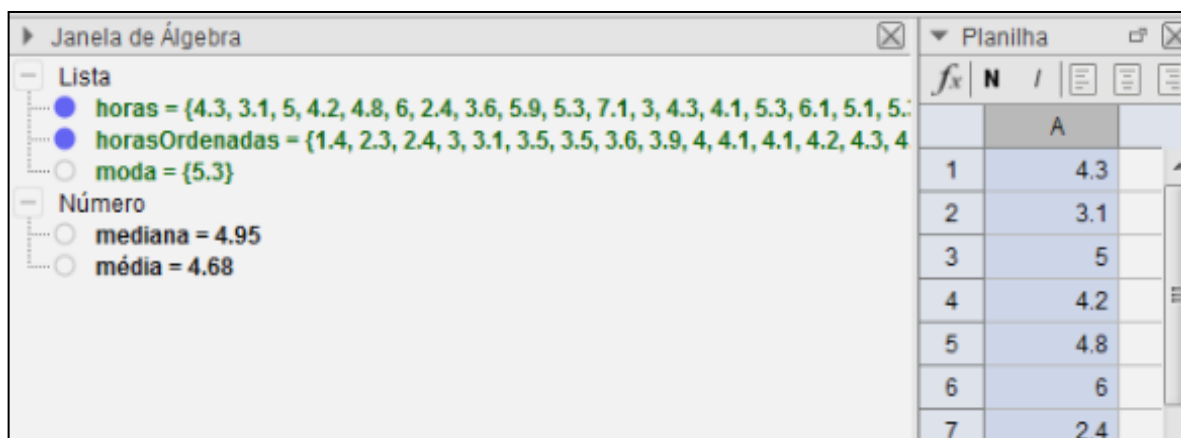 Janela de Álgebra
Lista
horas = {4.3, 3.1, 5, 4.2, 4.8, 6, 2.4, 3.6, 5.9, 5.3, 7.1, 3, 4.3, 4.1, 5.3, 6.1, 5.1, 5.
horasOrdenadas = {1.4, 2.3, 2.4, 3, 3.1, 3.5, 3.5, 3.6, 3.9, 4, 4.1, 4.1, 4.2, 4.3, 4.
moda = {5.3}
Número
mediana = 4.95
média = 4.68
Planilha
fx N I
A
1 4.3
2 3.1
3 5
4 4.2
5 4.8
6 6
7 2.4